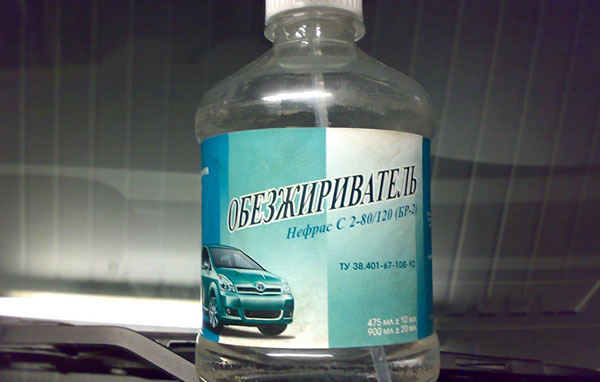 ОБЕЗЖИРИВАТЕЛЬ
Нефрас С 2-80/120 (БР-2)
ТУ 38.401-67-108-92
475 мл ± 10 мл
900 мл ± 20 мл